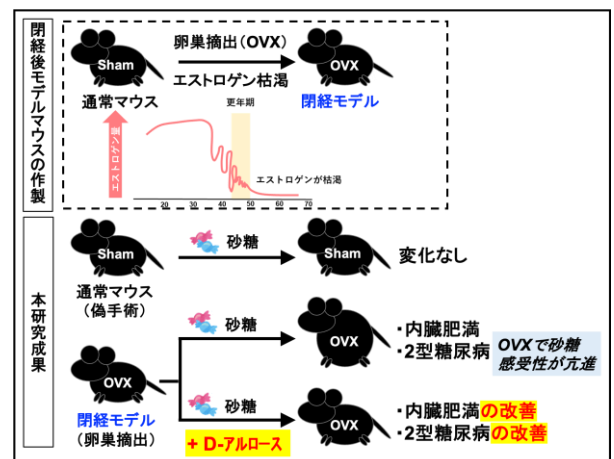 閉経後モデルマウスの作製
Sham
通常マウス
卵巣摘出(OVX)
エストロゲン枯渇
OVX
閉経モデル
更年期
エストロゲン量
エストロゲンが枯渇
20 30 40 50 60 70
本研究成果
Sham
通常マウス
(偽手術)
砂糖
Sham
変化なし
OVX
閉経モデル
(卵巣摘出)
砂糖
OVX
・内臓肥満
・2型糖尿病
OVXで砂糖
感受性が亢進
砂糖
+ D-アルロース
OVX
・内臓肥満の改善
・2型糖尿病の改善